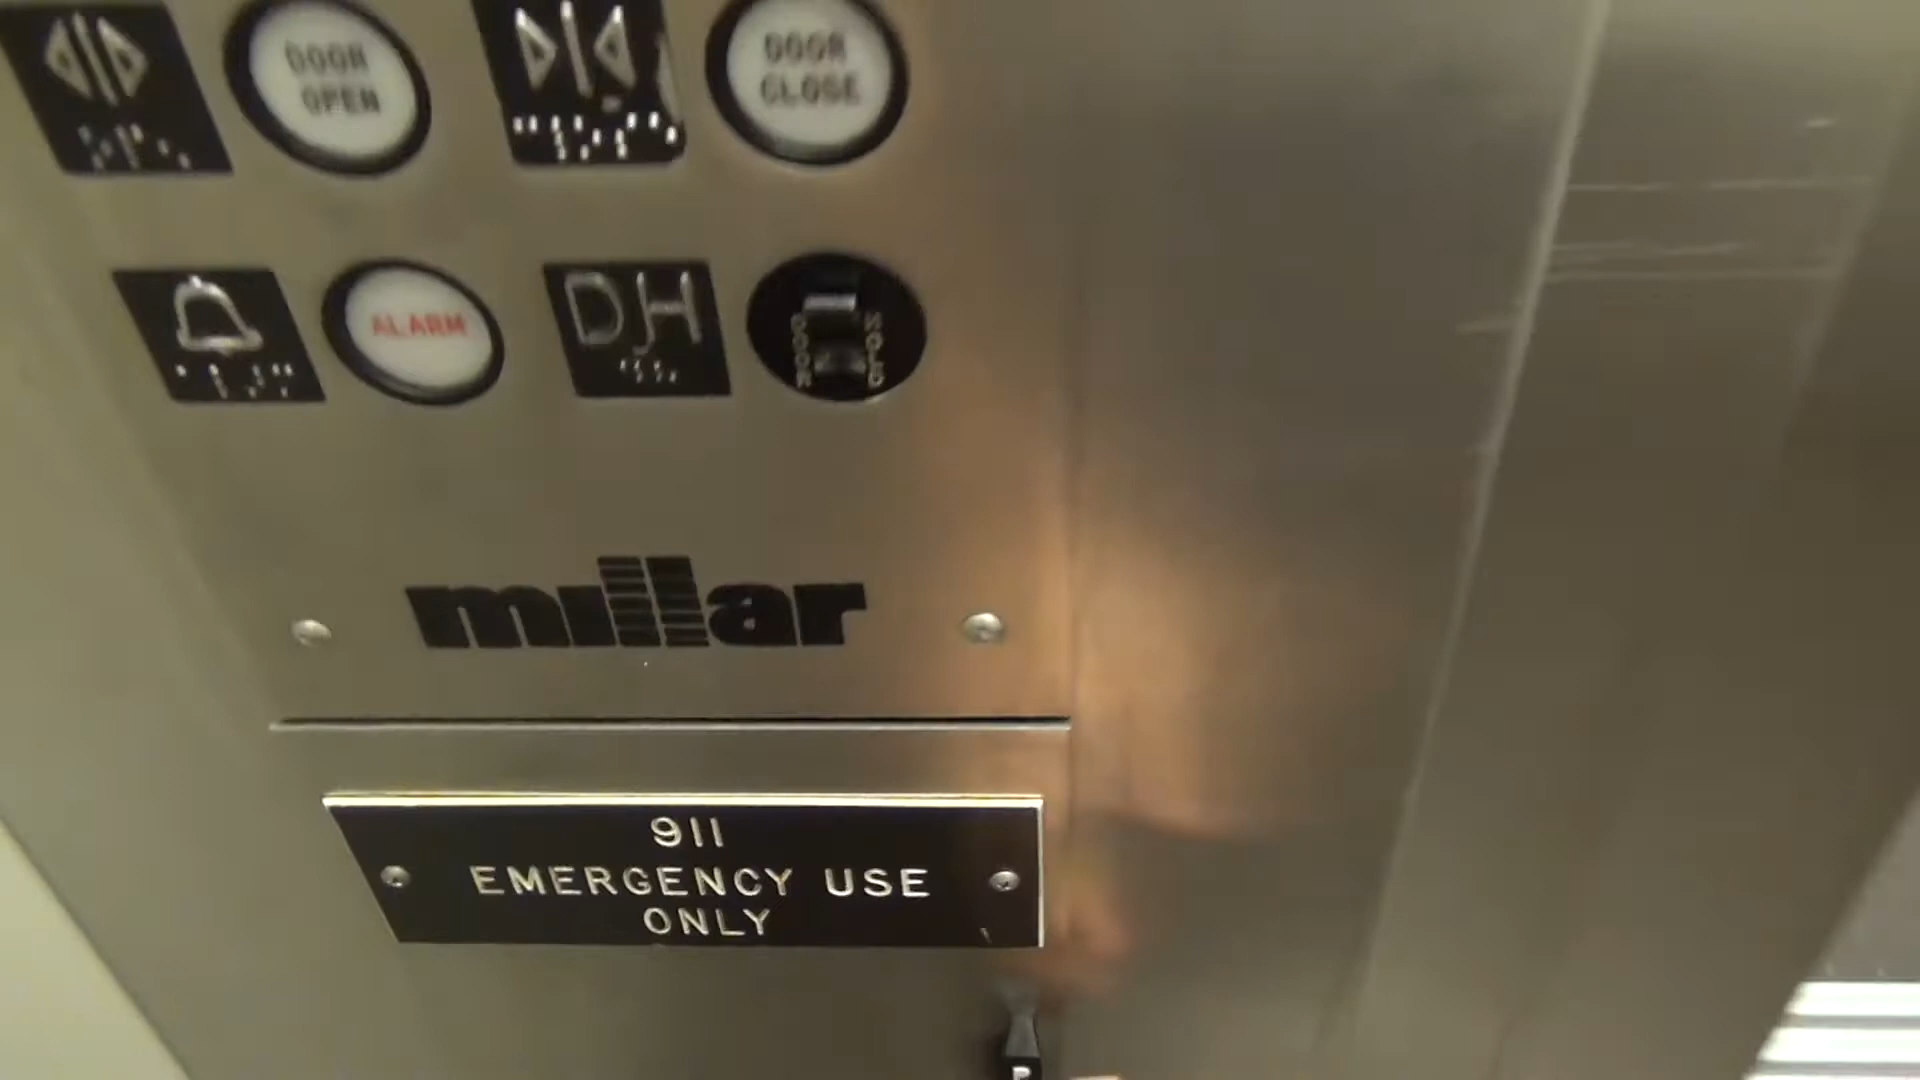 DOOR
OPEN
DOOR
CLOSE
ALARM
DH
DOOR
HOLD
millar
911
EMERGENCY USE
ONLY
P